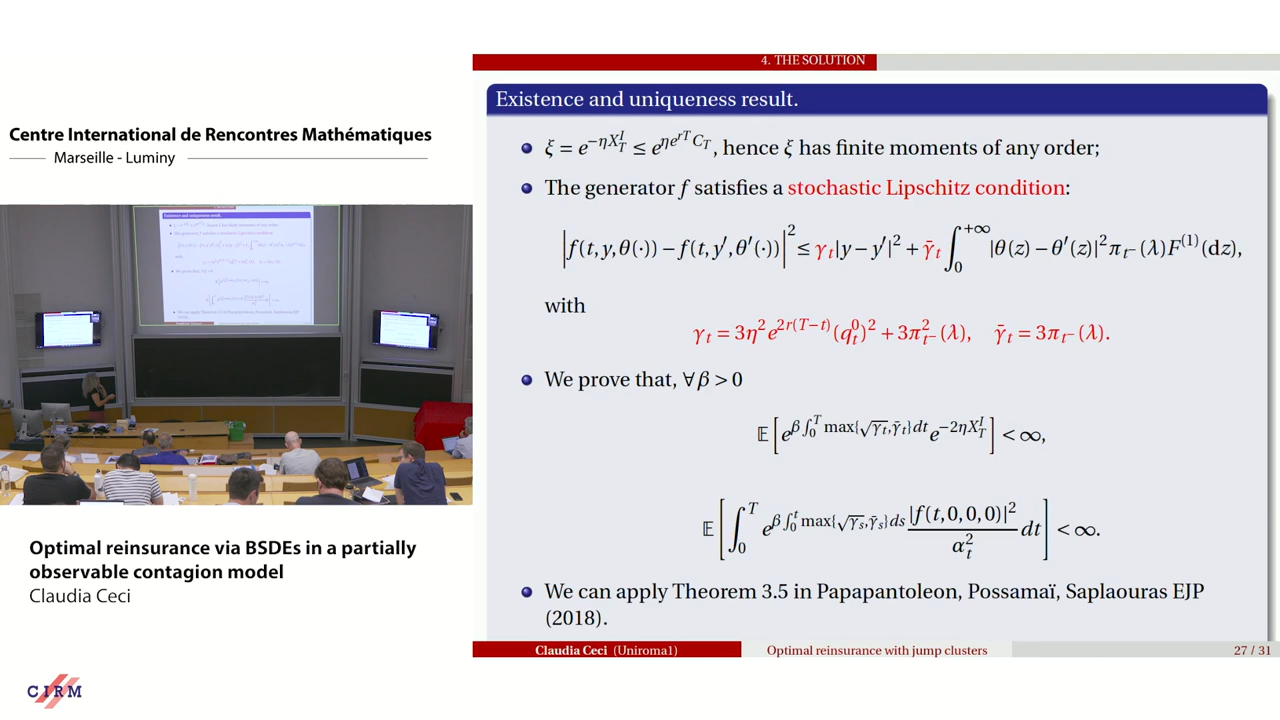 Centre International de Rencontres Mathématiques
Marseille - Luminy
Optimal reinsurance via BSDEs in a partially
observable contagion model
Claudia Ceci
CIRM
4. THE SOLUTION
Existence and uniqueness result.
ξ = e^{-ηX_T^I} ≤ e^{ηe^{rT}C_T}, hence ξ has finite moments of any order;
The generator f satisfies a stochastic Lipschitz condition:
|f(t, y, θ(·)) − f(t, y′, θ′(·))|^2 ≤ γ_t|y − y′|^2 + γ̄_t ∫_0^{+∞} |θ(z) − θ′(z)|^2 π_{t^-}(λ)F^{(1)}(dz),
with
γ_t = 3η^2 e^{2r(T−t)}(q_t^0)^2 + 3π_{t^-}^2(λ), γ̄_t = 3π_{t^-}(λ).
We prove that, ∀β > 0
𝔼[e^{β∫_0^T max{√γ_t, γ̄_t}dt} e^{−2ηX_T^I}] < ∞,
𝔼[∫_0^T e^{β∫_0^t max{√γ_s, γ̄_s}ds} |f(t, 0, 0, 0)|^2 / α_t^2 dt] < ∞.
We can apply Theorem 3.5 in Papapantoleon, Possamaï, Saplaouras EJP
(2018).
Claudia Ceci (Uniroma1) Optimal reinsurance with jump clusters 27 / 31